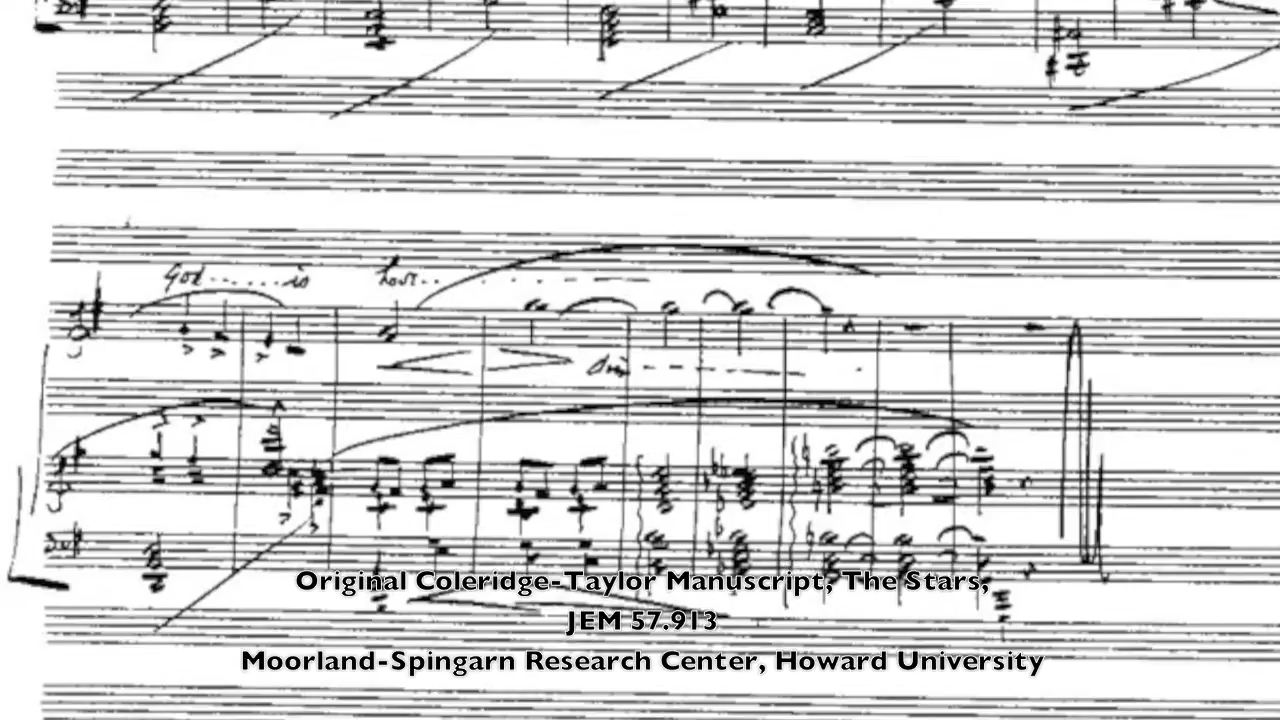 God......is Love.. . . . - - - -
dim - - - - - - - - - .
Original Coleridge-Taylor Manuscript, The Stars,
JEM 57.913
Moorland-Spingarn Research Center, Howard University